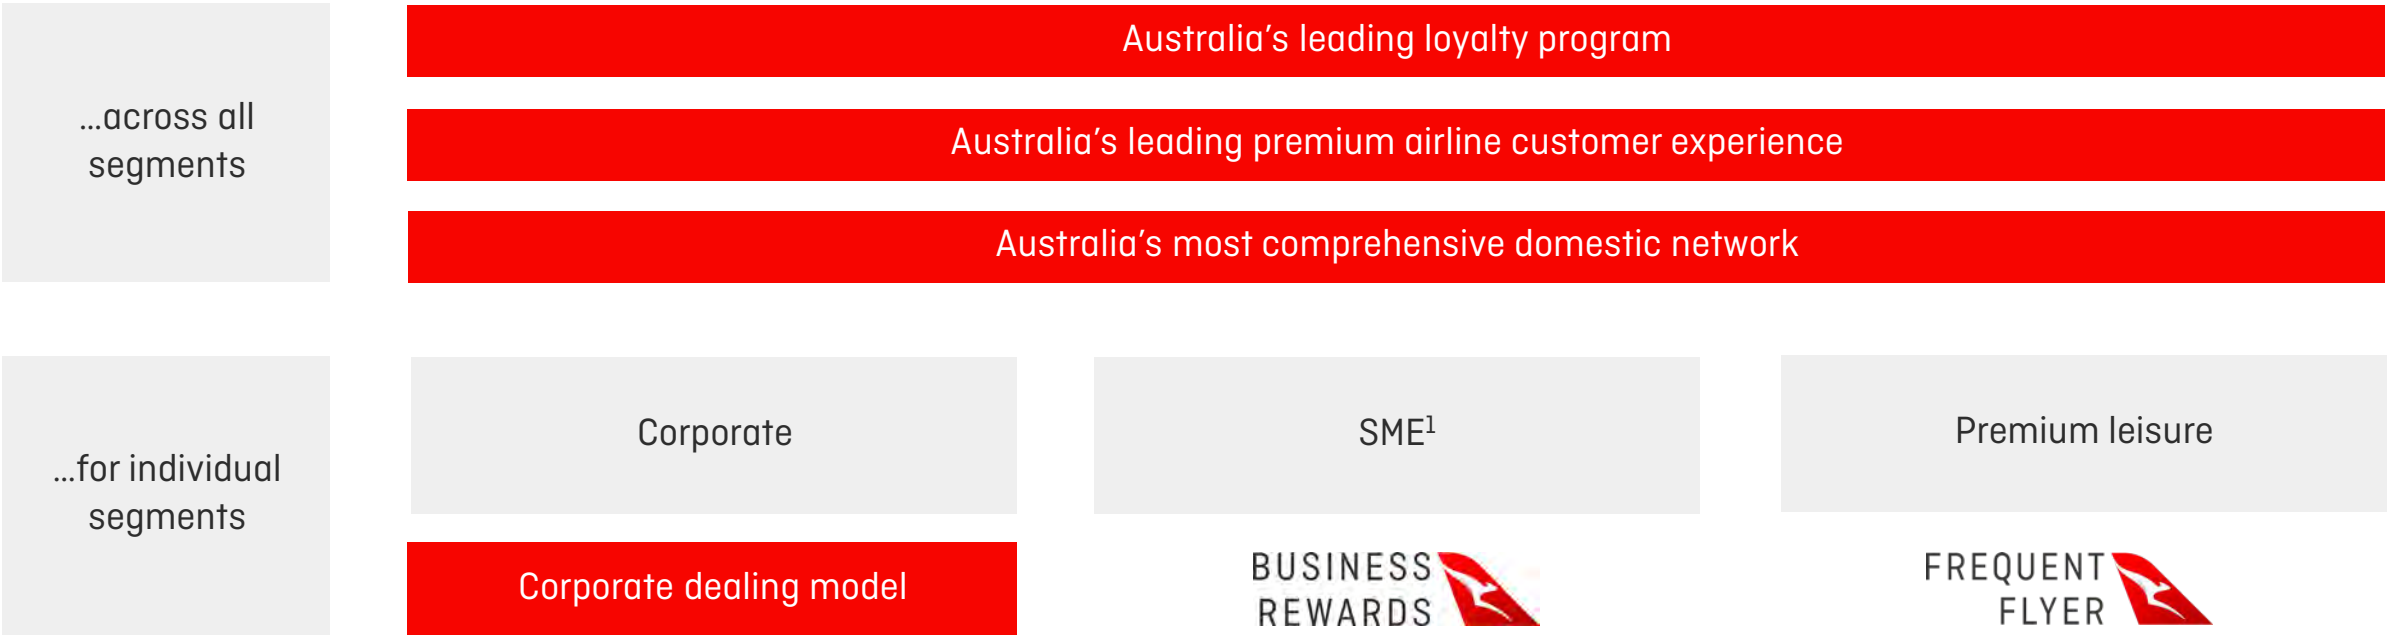 ...across all
segments
Australia's leading loyalty program
Australia's leading premium airline customer experience
Australia's most comprehensive domestic network
...for individual
segments
Corporate
SME¹
Premium leisure
Corporate dealing model
BUSINESS
REWARDS
FREQUENT
FLYER